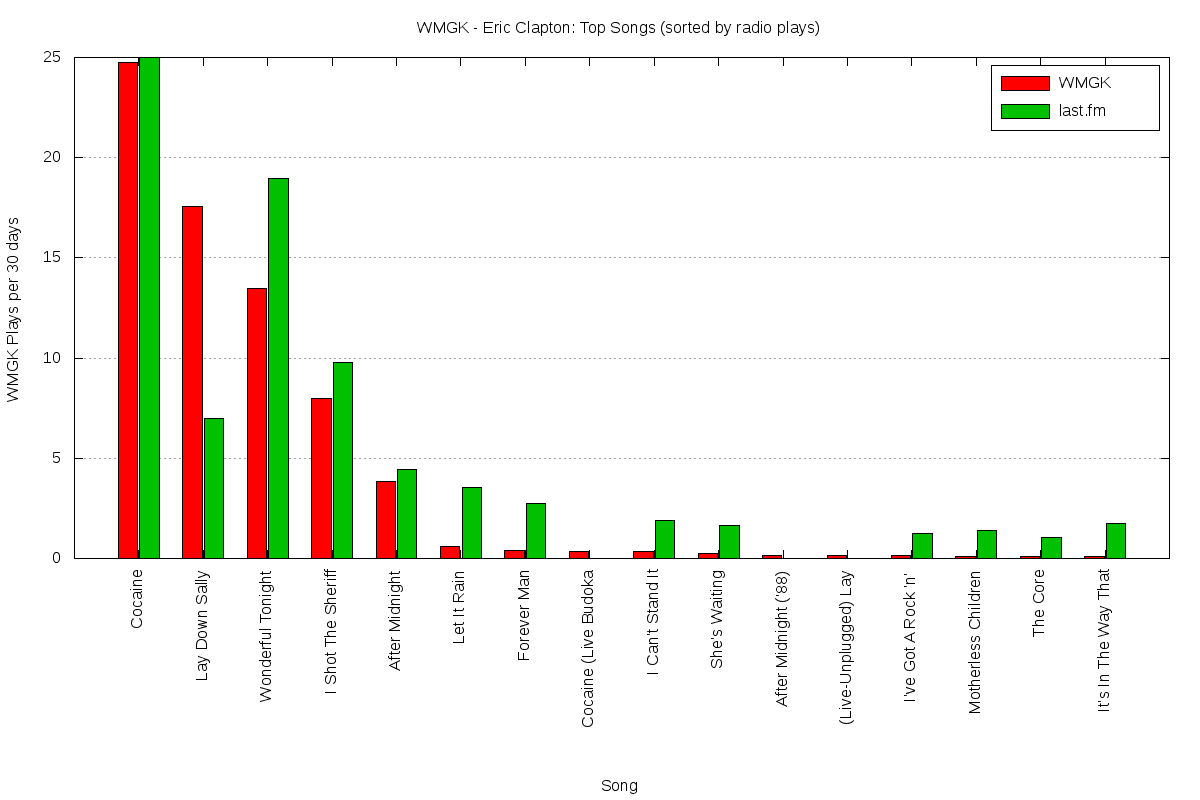 WMGK - Eric Clapton: Top Songs (sorted by radio plays)
WMGK
last.fm
25
20
15
10
5
0
WMGK Plays per 30 days
Cocaine
Lay Down Sally
Wonderful Tonight
I Shot The Sheriff
After Midnight
Let It Rain
Forever Man
Cocaine (Live Budoka
I Can't Stand It
She's Waiting
After Midnight ('88)
(Live-Unplugged) Lay
I've Got A Rock 'n'
Motherless Children
The Core
It's In The Way That
Song